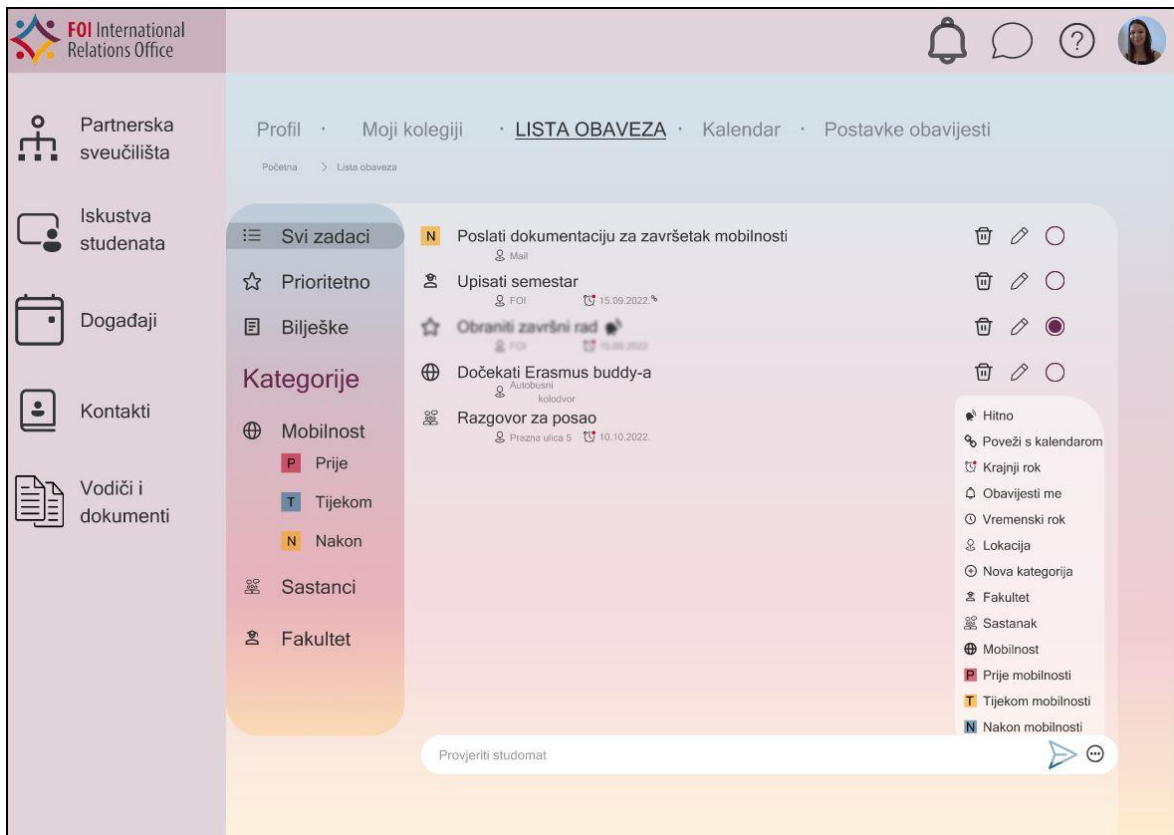 FOI International
Relations Office
Partnerska
sveučilišta
Iskustva
studenata
Događaji
Kontakti
Vodiči i
dokumenti
Profil · Moji kolegiji · LISTA OBAVEZA · Kalendar · Postavke obavijesti
Početna > Lista obaveza
Svi zadaci
Prioritetno
Bilješke
Kategorije
Mobilnost
P Prije
T Tijekom
N Nakon
Sastanci
Fakultet
N Poslati dokumentaciju za završetak mobilnosti
Mail
Upisati semestar
FOI 15.09.2022.
Obraniti završni rad
FOI 15.08.2022
Dočekati Erasmus buddy-a
Autobusni
kolodvor
Razgovor za posao
Prazna ulica 5 10.10.2022.
Hitno
Poveži s kalendarom
Krajnji rok
Obavijesti me
Vremenski rok
Lokacija
Nova kategorija
Fakultet
Sastanak
Mobilnost
P Prije mobilnosti
T Tijekom mobilnosti
N Nakon mobilnosti
Provjeriti studomat